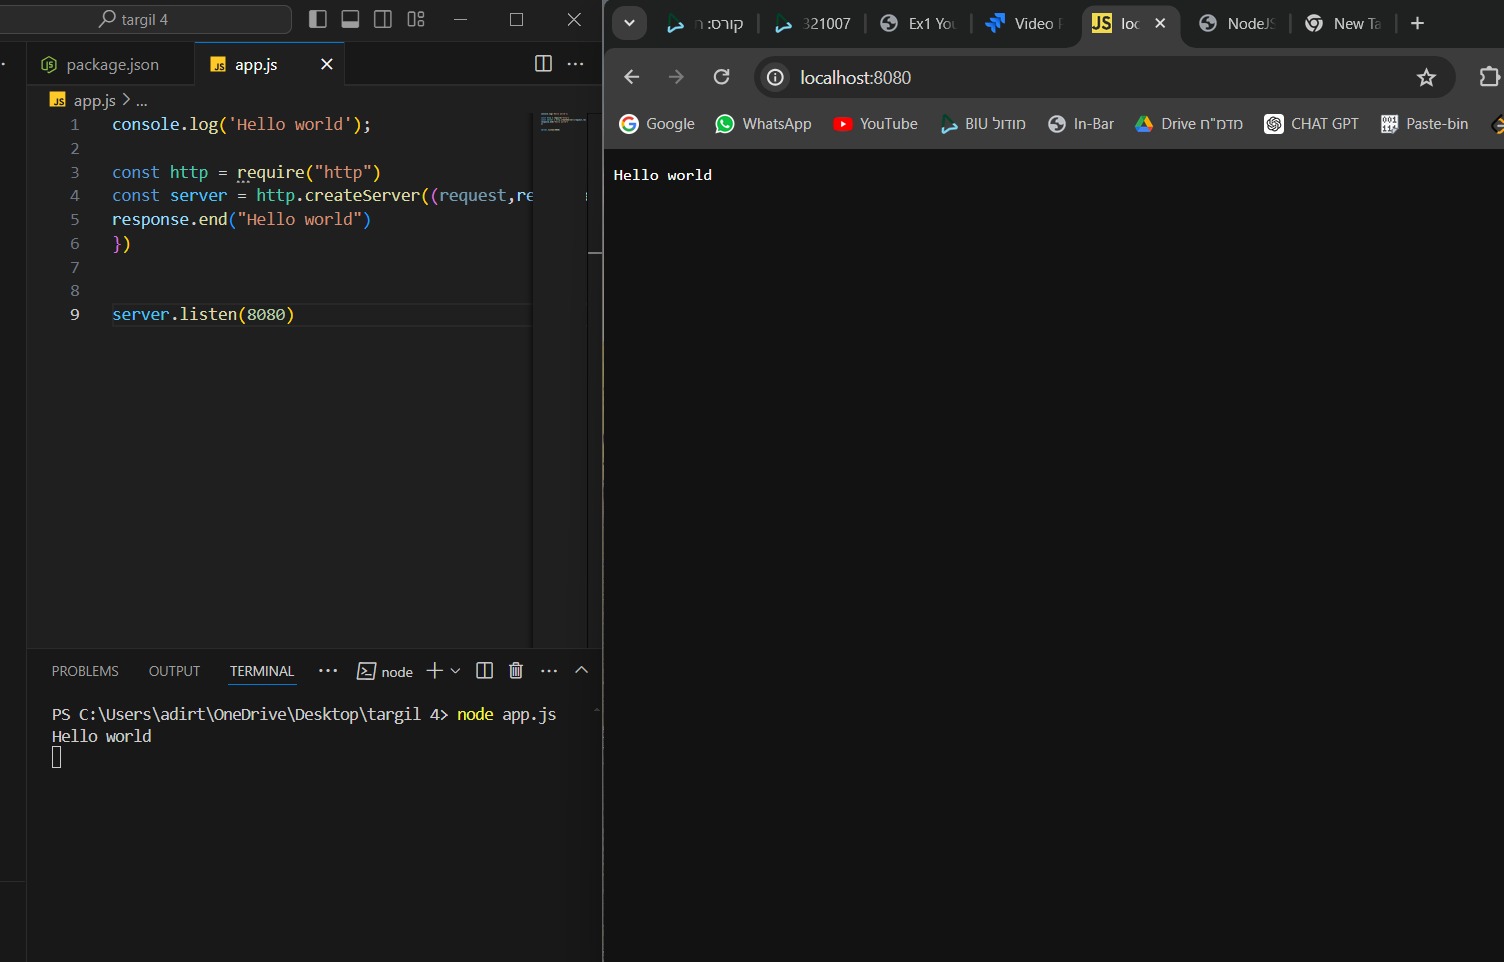 targil 4
package.json
app.js
app.js > ...
1 console.log('Hello world');
2
3 const http = require("http")
4 const server = http.createServer((request,re
5 response.end("Hello world")
6 })
7
8
9 server.listen(8080)
PROBLEMS OUTPUT TERMINAL ... node
PS C:\Users\adirt\OneDrive\Desktop\targil 4> node app.js
Hello world
קורס: ח
321007
Ex1 You
Video
loc
NodeJS
New Ta
localhost:8080
Google WhatsApp YouTube BIU מודול In-Bar Drive מדמ"ח CHAT GPT Paste-bin
Hello world